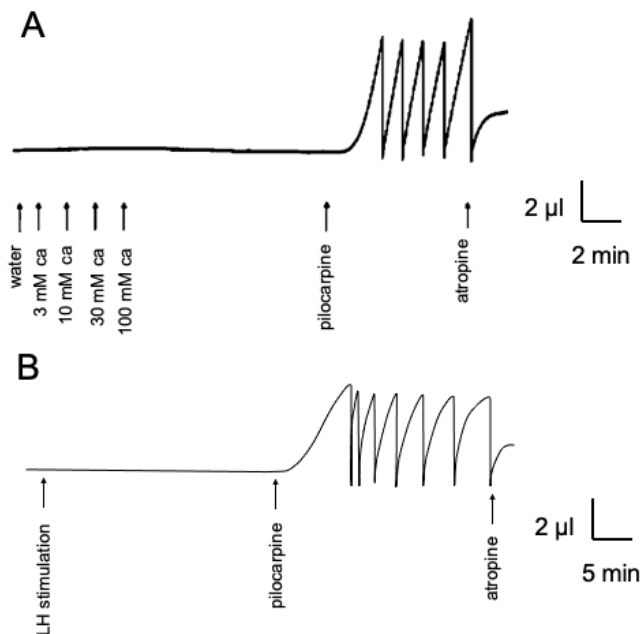 A
water
3 mM ca
10 mM ca
30 mM ca
100 mM ca
pilocarpine
atropine
2 µl
2 min
B
LH stimulation
pilocarpine
atropine
2 µl
5 min